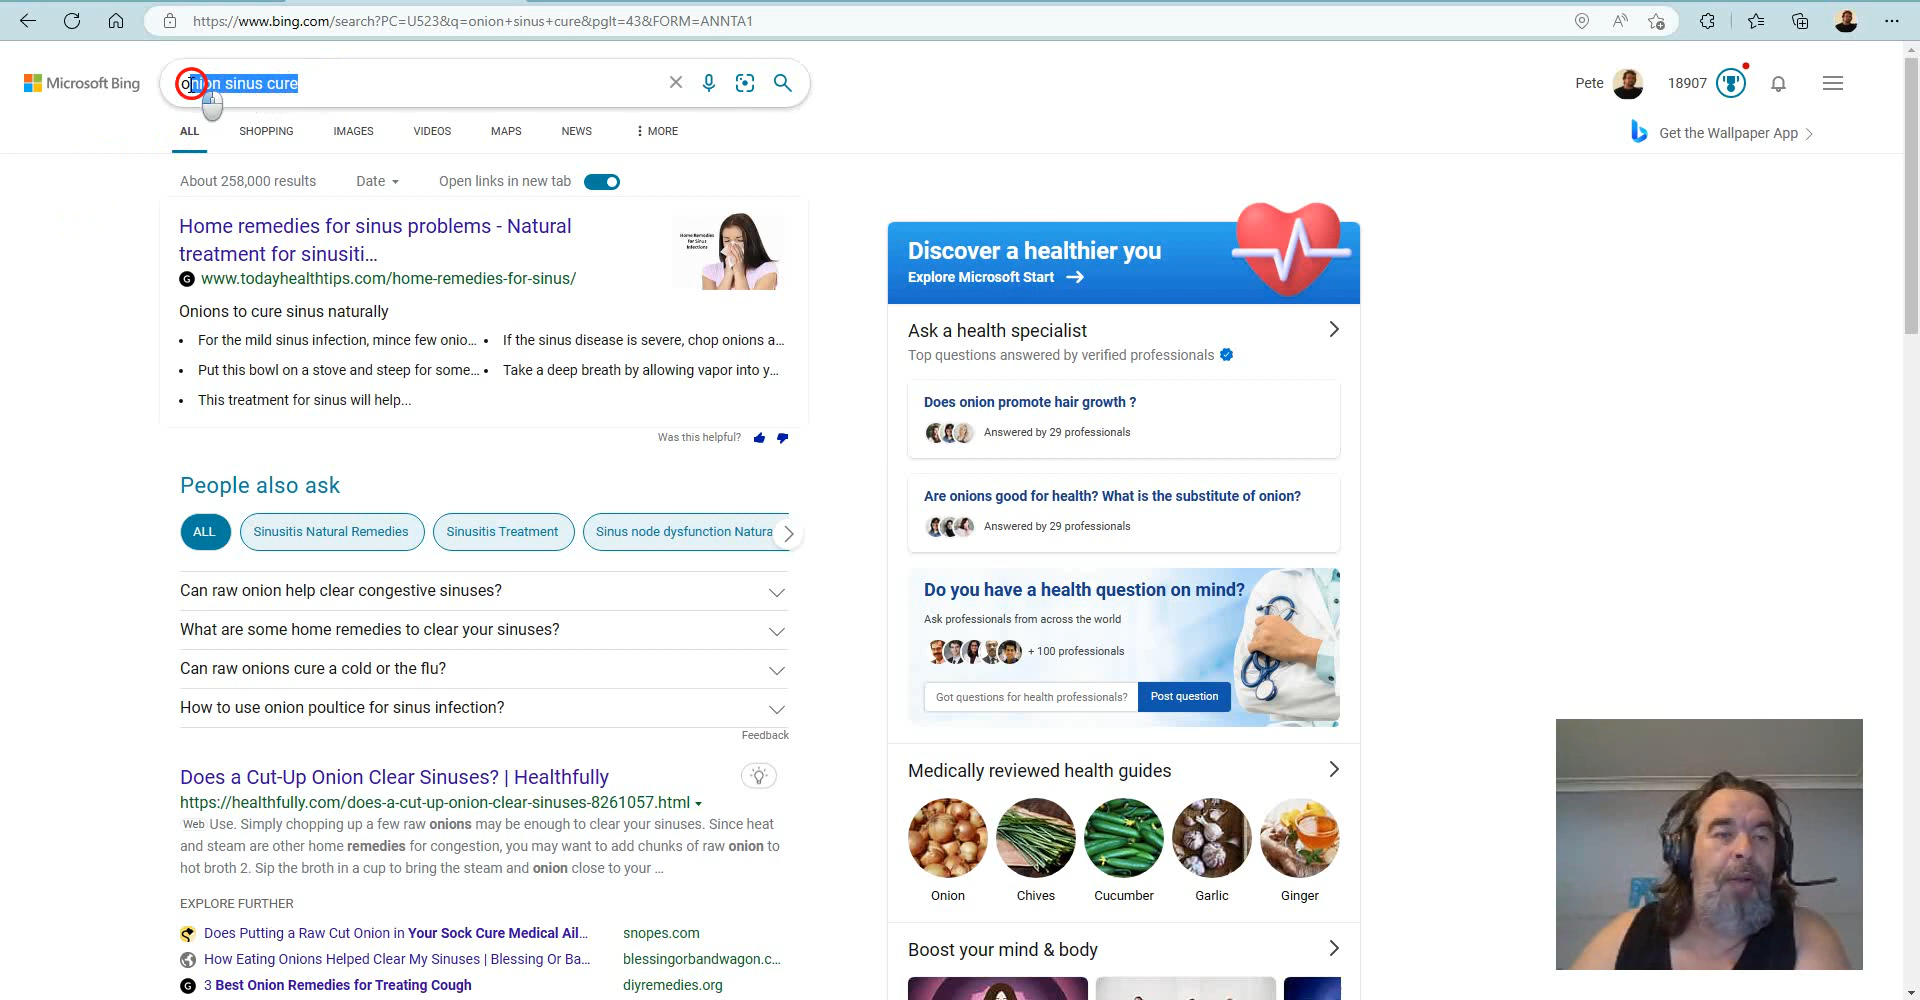 https://www.bing.com/search?PC=U523&q=onion+sinus+cure&pglt=43&FORM=ANNTA1
Microsoft Bing
onion sinus cure
Pete
18907
ALL
SHOPPING
IMAGES
VIDEOS
MAPS
NEWS
MORE
Get the Wallpaper App
About 258,000 results
Date
Open links in new tab
Home remedies for sinus problems - Natural
treatment for sinusiti...
www.todayhealthtips.com/home-remedies-for-sinus/
Home Remedies
for Sinus
Infections
Onions to cure sinus naturally
For the mild sinus infection, mince few onio...
If the sinus disease is severe, chop onions a...
Put this bowl on a stove and steep for some...
Take a deep breath by allowing vapor into y...
This treatment for sinus will help...
Was this helpful?
People also ask
ALL
Sinusitis Natural Remedies
Sinusitis Treatment
Sinus node dysfunction Natura
Can raw onion help clear congestive sinuses?
What are some home remedies to clear your sinuses?
Can raw onions cure a cold or the flu?
How to use onion poultice for sinus infection?
Feedback
Does a Cut-Up Onion Clear Sinuses? | Healthfully
https://healthfully.com/does-a-cut-up-onion-clear-sinuses-8261057.html
Web Use. Simply chopping up a few raw onions may be enough to clear your sinuses. Since heat
and steam are other home remedies for congestion, you may want to add chunks of raw onion to
hot broth 2. Sip the broth in a cup to bring the steam and onion close to your ...
EXPLORE FURTHER
Does Putting a Raw Cut Onion in Your Sock Cure Medical Ail...
snopes.com
How Eating Onions Helped Clear My Sinuses | Blessing Or Ba...
blessingorbandwagon.c...
3 Best Onion Remedies for Treating Cough
diyremedies.org
Discover a healthier you
Explore Microsoft Start
Ask a health specialist
Top questions answered by verified professionals
Does onion promote hair growth ?
Answered by 29 professionals
Are onions good for health? What is the substitute of onion?
Answered by 29 professionals
Do you have a health question on mind?
Ask professionals from across the world
+ 100 professionals
Got questions for health professionals?
Post question
Medically reviewed health guides
Onion
Chives
Cucumber
Garlic
Ginger
Boost your mind & body